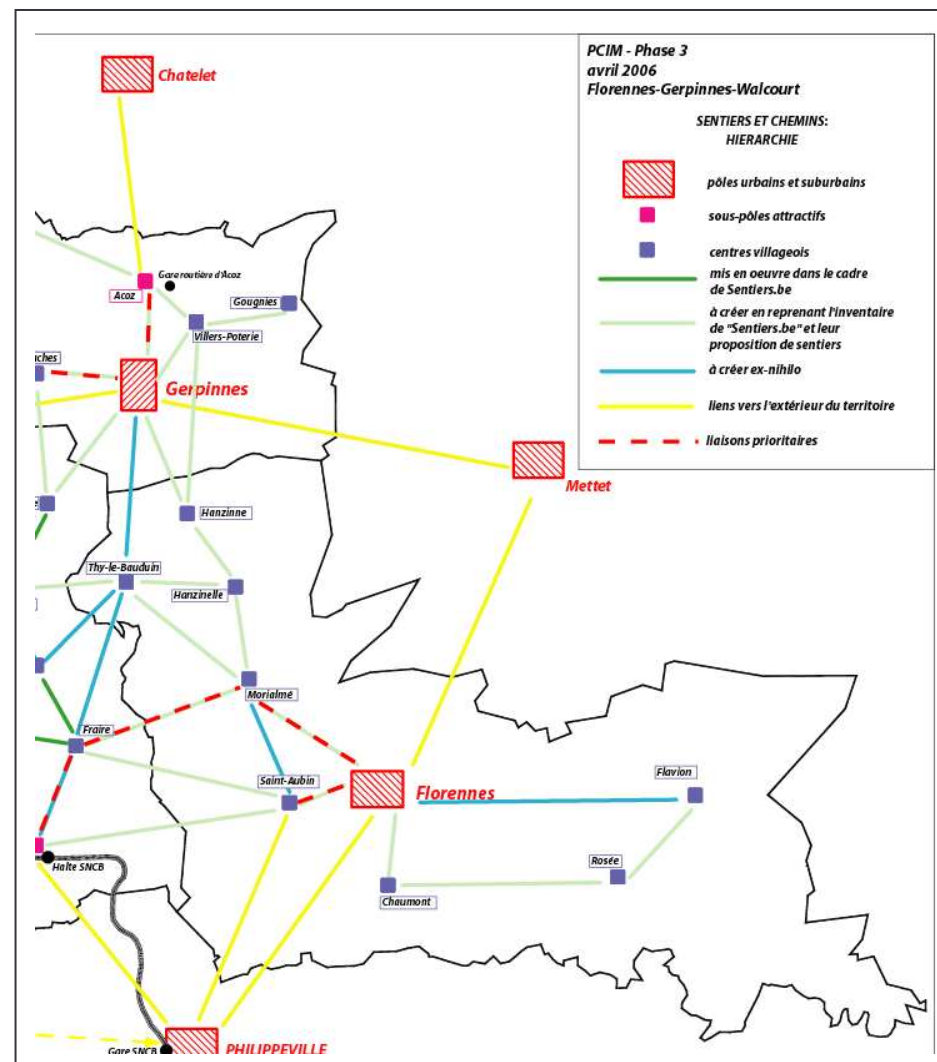 PCIM - Phase 3
avril 2006
Florennes-Gerpinnes-Walcourt
SENTIERS ET CHEMINS:
HIERARCHIE
pôles urbains et suburbains
sous-pôles attractifs
centres villageois
mis en oeuvre dans le cadre
de Sentiers.be
à créer en reprenant l'inventaire
de "Sentiers.be" et leur
proposition de sentiers
à créer ex-nihilo
liens vers l'extérieur du territoire
liaisons prioritaires
Chatelet
Gare routière d'Acoz
Acoz
Gougnies
Villers-Poterie
uches
Gerpinnes
Mettet
Hanzinne
Thy-le-Bauduin
Hanzinelle
Morialmé
Fraire
Saint-Aubin
Florennes
Flavion
Halte SNCB
Rosée
Chaumont
Gare SNCB
PHILIPPEVILLE